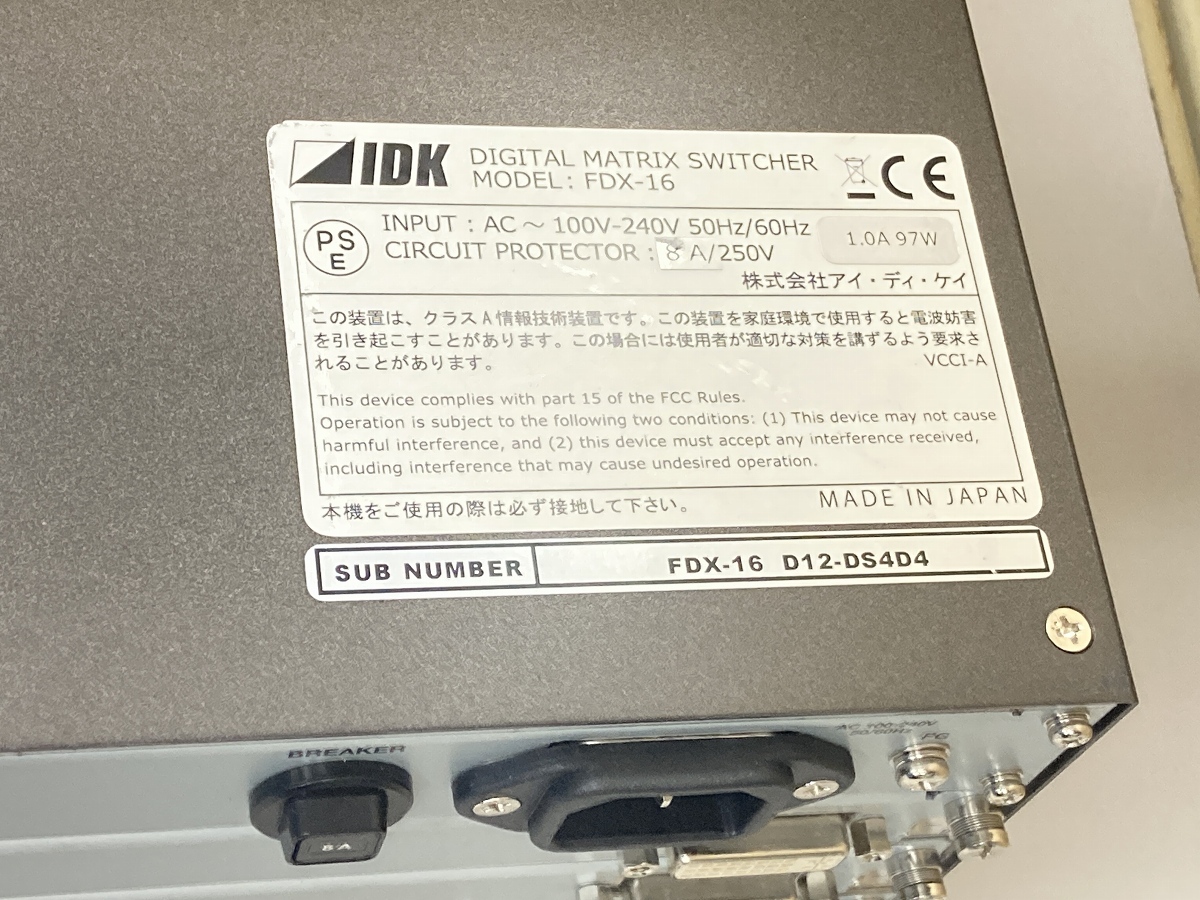 IDK
DIGITAL MATRIX SWITCHER
MODEL: FDX-16
CE
PS
E
INPUT : AC～100V-240V 50Hz/60Hz
1.0A 97W
CIRCUIT PROTECTOR : 8 A/250V
株式会社アイ・ディ・ケイ
この装置は、クラスA情報技術装置です。この装置を家庭環境で使用すると電波妨害
を引き起こすことがあります。この場合には使用者が適切な対策を講ずるよう要求さ
れることがあります。
VCCI-A
This device complies with part 15 of the FCC Rules.
Operation is subject to the following two conditions: (1) This device may not cause
harmful interference, and (2) this device must accept any interference received,
including interference that may cause undesired operation.
本機をご使用の際は必ず接地して下さい。
MADE IN JAPAN
SUB NUMBER
FDX-16 D12-DS4D4
BREAKER
8A
AC 100-240V
50/60Hz
FG